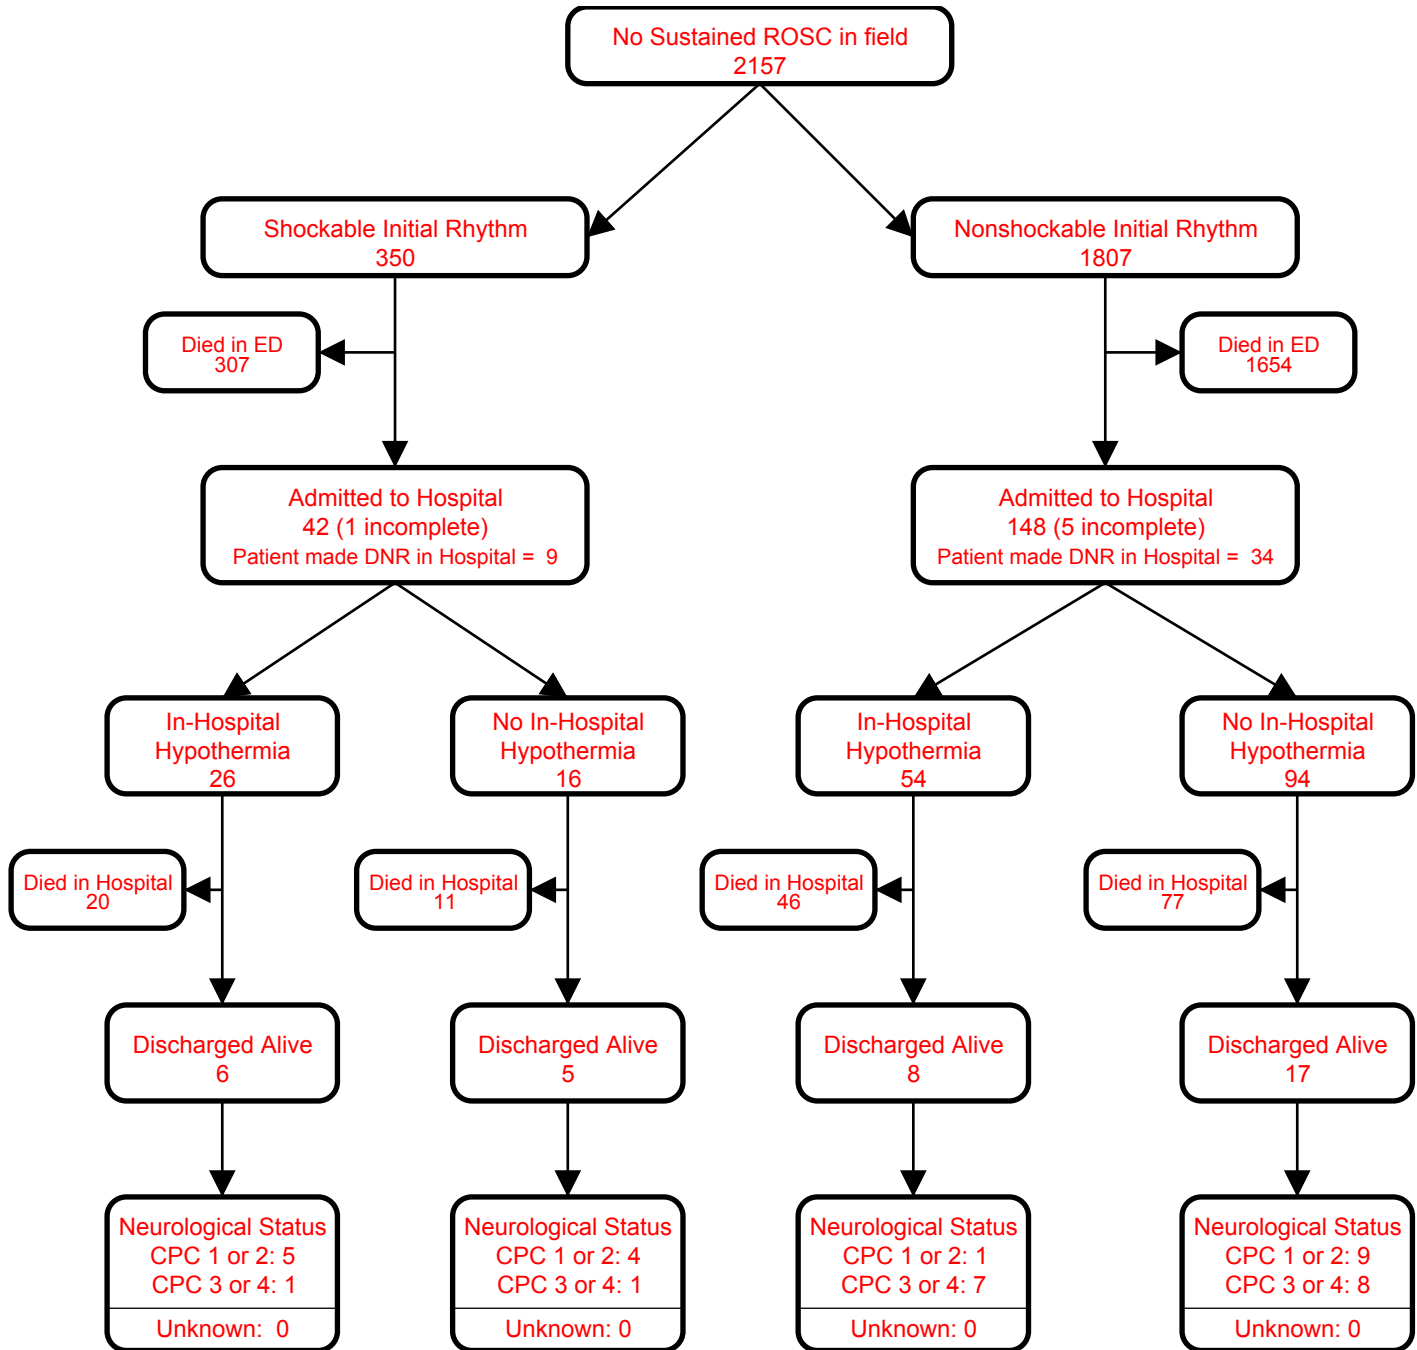 No Sustained ROSC in field
2157
Shockable Initial Rhythm
350
Nonshockable Initial Rhythm
1807
Died in ED
307
Died in ED
1654
Admitted to Hospital
42 (1 incomplete)
Patient made DNR in Hospital = 9
Admitted to Hospital
148 (5 incomplete)
Patient made DNR in Hospital = 34
In-Hospital
Hypothermia
26
No In-Hospital
Hypothermia
16
In-Hospital
Hypothermia
54
No In-Hospital
Hypothermia
94
Died in Hospital
20
Died in Hospital
11
Died in Hospital
46
Died in Hospital
77
Discharged Alive
6
Discharged Alive
5
Discharged Alive
8
Discharged Alive
17
Neurological Status
CPC 1 or 2: 5
CPC 3 or 4: 1
Unknown: 0
Neurological Status
CPC 1 or 2: 4
CPC 3 or 4: 1
Unknown: 0
Neurological Status
CPC 1 or 2: 1
CPC 3 or 4: 7
Unknown: 0
Neurological Status
CPC 1 or 2: 9
CPC 3 or 4: 8
Unknown: 0